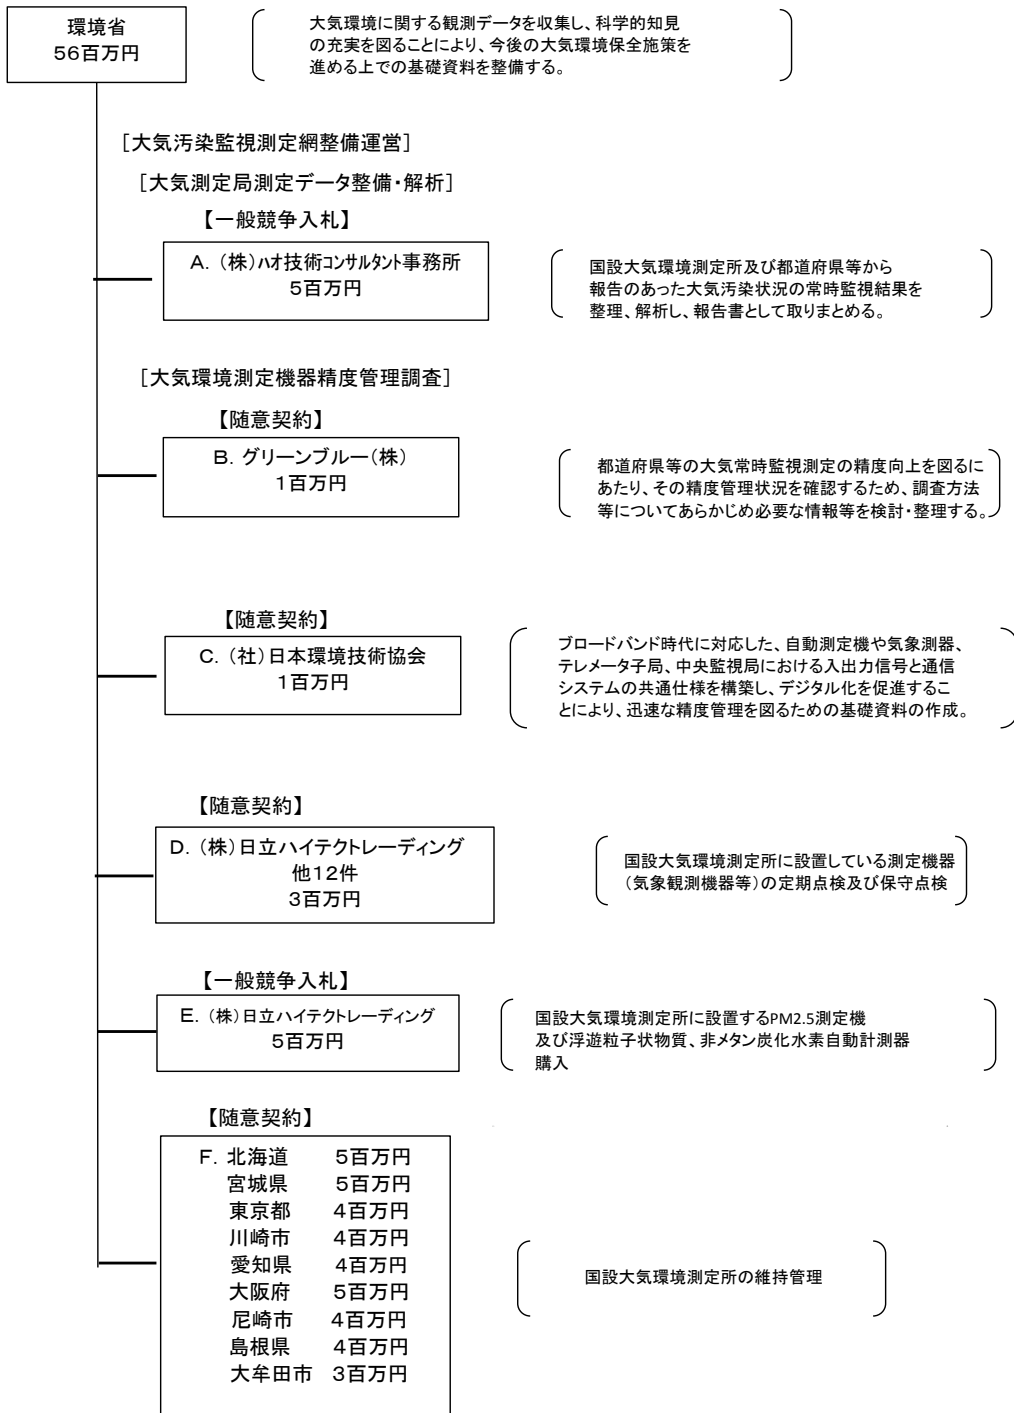 環境省
56百万円
大気環境に関する観測データを収集し、科学的知見
の充実を図ることにより、今後の大気環境保全施策を
進める上での基礎資料を整備する。
［大気汚染監視測定網整備運営］
［大気測定局測定データ整備・解析］
【一般競争入札】
A．（株）ハオ技術コンサルタント事務所
5百万円
国設大気環境測定所及び都道府県等から
報告のあった大気汚染状況の常時監視結果を
整理、解析し、報告書として取りまとめる。
［大気環境測定機器精度管理調査］
【随意契約】
B．グリーンブルー（株）
1百万円
都道府県等の大気常時監視測定の精度向上を図るに
あたり、その精度管理状況を確認するため、調査方法
等についてあらかじめ必要な情報等を検討・整理する。
【随意契約】
C．（社）日本環境技術協会
1百万円
ブロードバンド時代に対応した、自動測定機や気象測器、
テレメータ子局、中央監視局における入出力信号と通信
システムの共通仕様を構築し、デジタル化を促進するこ
とにより、迅速な精度管理を図るための基礎資料の作成。
【随意契約】
D．（株）日立ハイテクトレーディング
他12件
3百万円
国設大気環境測定所に設置している測定機器
（気象観測機器等）の定期点検及び保守点検
【一般競争入札】
E．（株）日立ハイテクトレーディング
5百万円
国設大気環境測定所に設置するPM2.5測定機
及び浮遊粒子状物質、非メタン炭化水素自動計測器
購入
【随意契約】
F．北海道　5百万円
宮城県　5百万円
東京都　4百万円
川崎市　4百万円
愛知県　4百万円
大阪府　5百万円
尼崎市　4百万円
島根県　4百万円
大牟田市　3百万円
国設大気環境測定所の維持管理